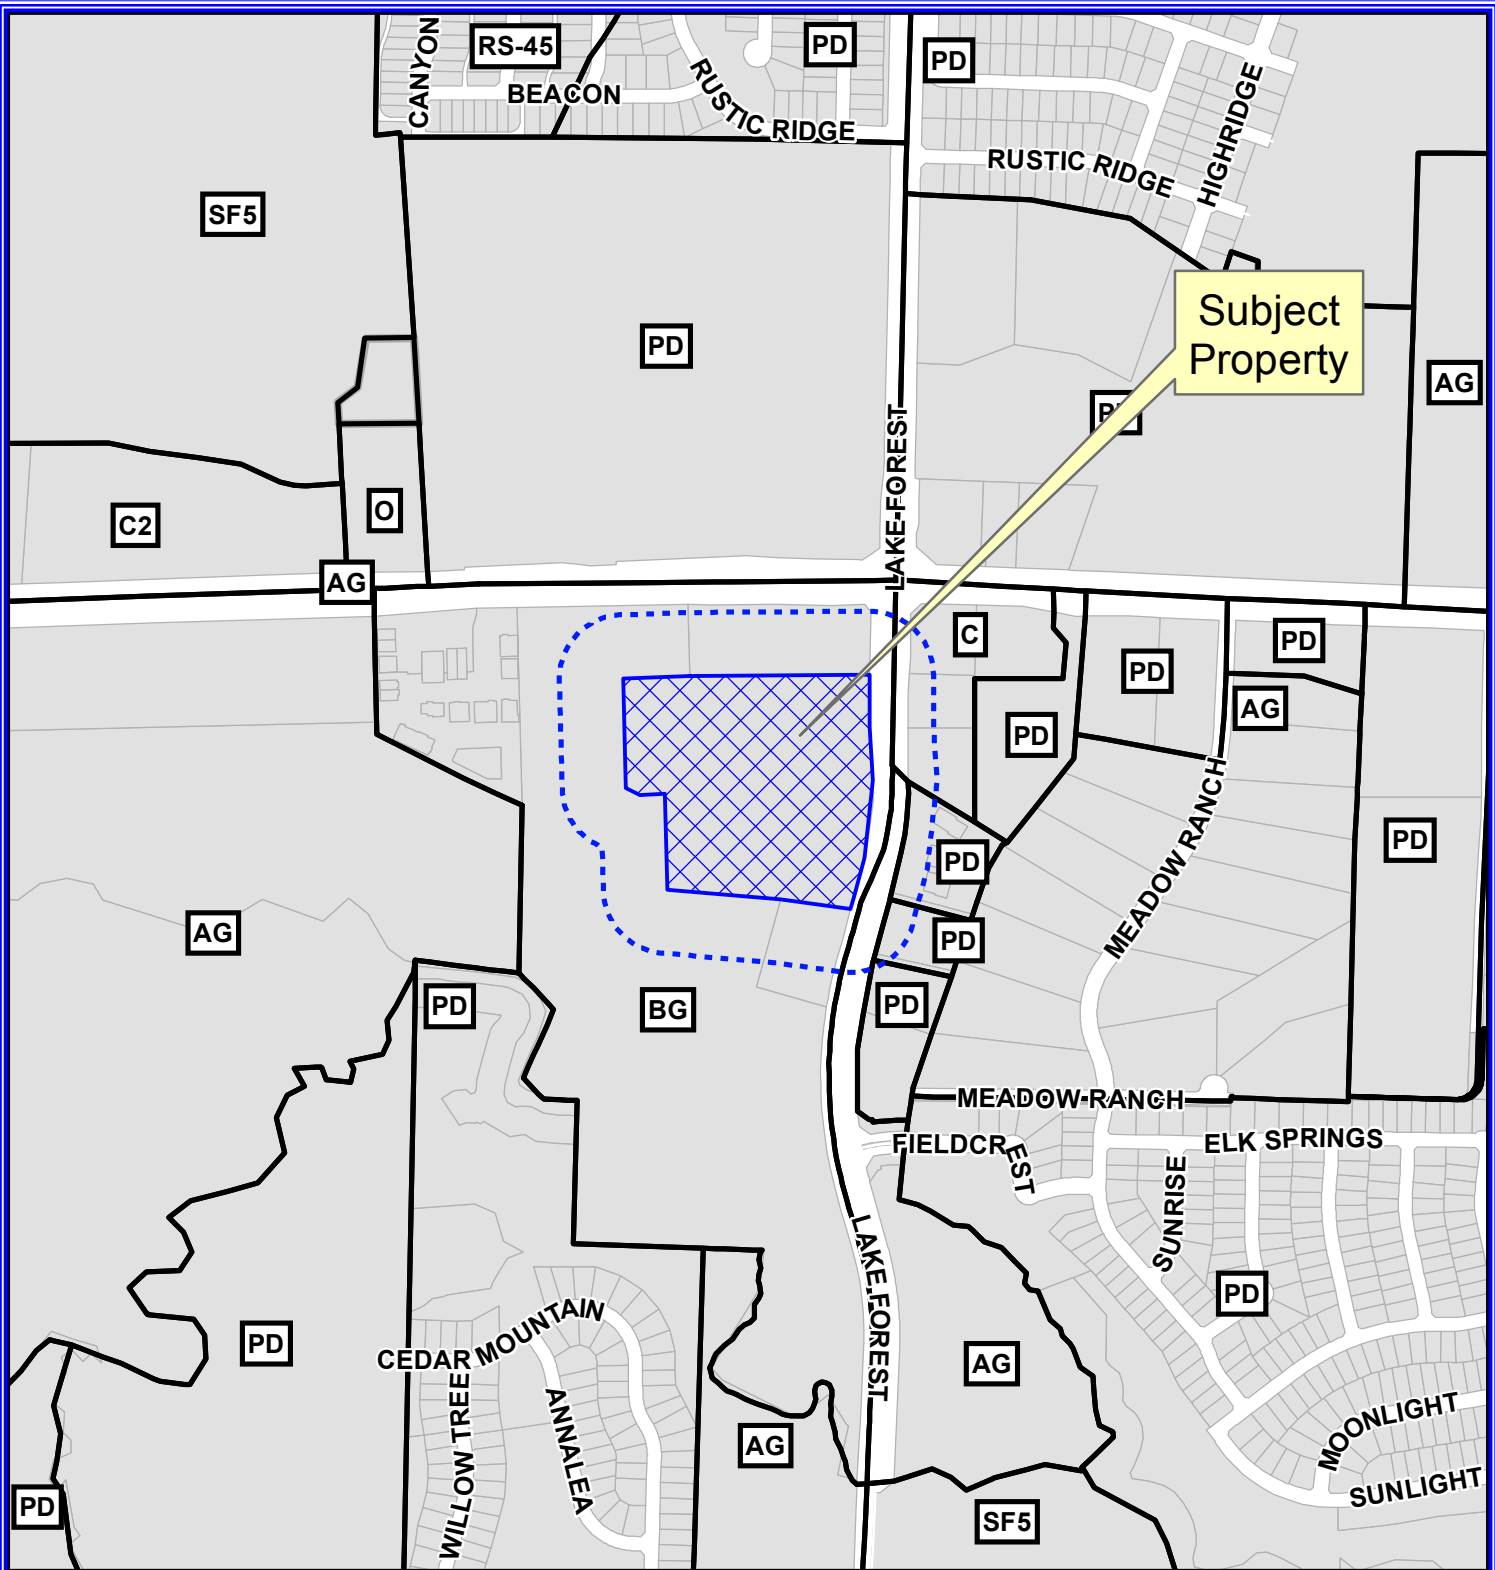 CANYON
RS-45
BEACON
RUSTIC RIDGE
PD
PD
RUSTIC RIDGE
HIGHRIDGE
SF5
Subject
Property
PD
AG
C2
O
LAKE FOREST
AG
C
PD
PD
AG
PD
PD
MEADOW RANCH
PD
PD
AG
PD
PD
BG
PD
MEADOW RANCH
FIELDCREST
ELK SPRINGS
SUNRISE
LAKE FOREST
PD
PD
CEDAR MOUNTAIN
AG
WILLOW TREE
ANNALEA
AG
MOONLIGHT
SUNLIGHT
PD
SF5